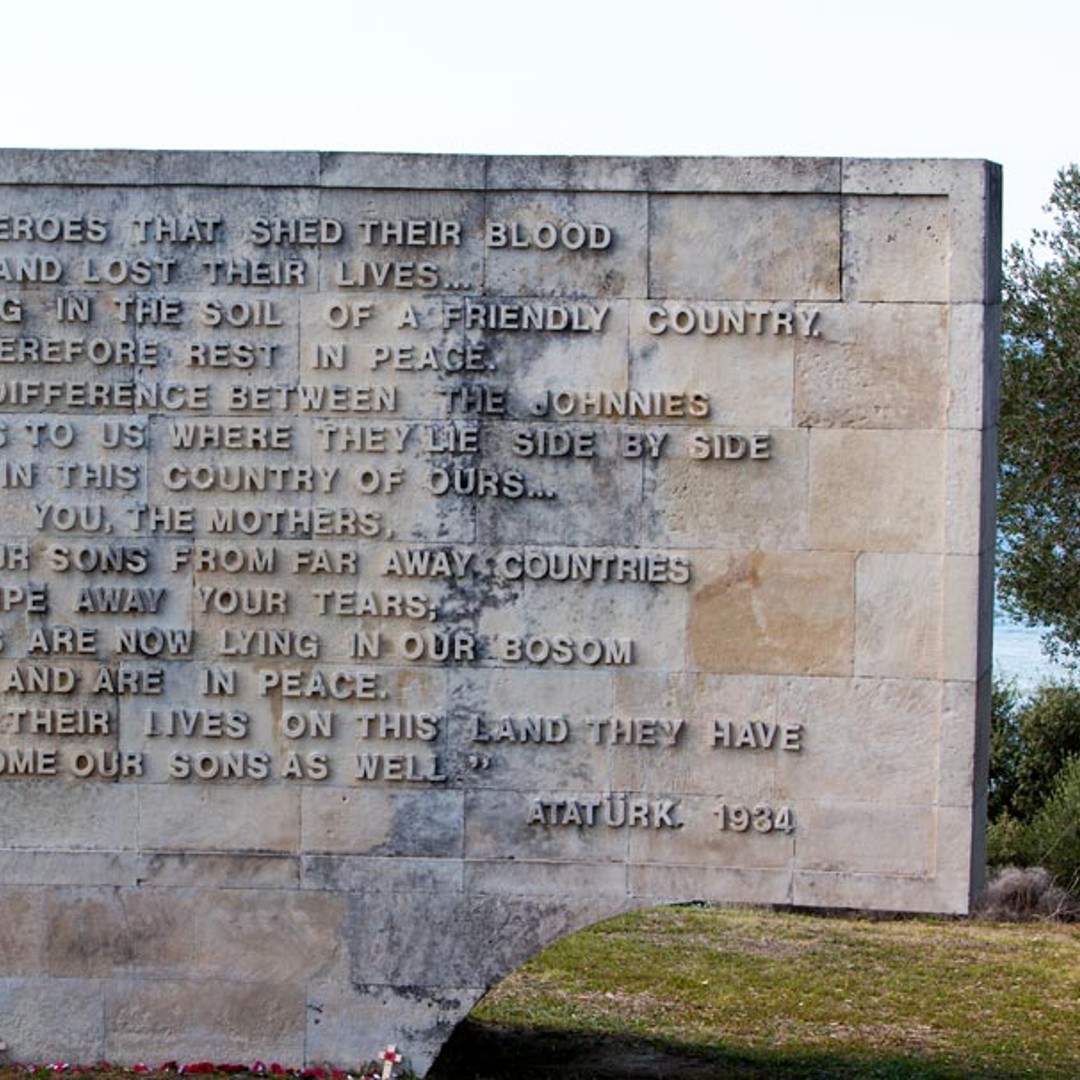 EROES THAT SHED THEIR BLOOD
AND LOST THEIR LIVES...
G IN THE SOIL OF A FRIENDLY COUNTRY.
EREFORE REST IN PEACE.
DIFFERENCE BETWEEN THE JOHNNIES
S TO US WHERE THEY LIE SIDE BY SIDE
IN THIS COUNTRY OF OURS...
YOU, THE MOTHERS,
UR SONS FROM FAR AWAY COUNTRIES
IPE AWAY YOUR TEARS;
S ARE NOW LYING IN OUR BOSOM
AND ARE IN PEACE.
THEIR LIVES ON THIS LAND THEY HAVE
OME OUR SONS AS WELL”
ATATÜRK. 1934